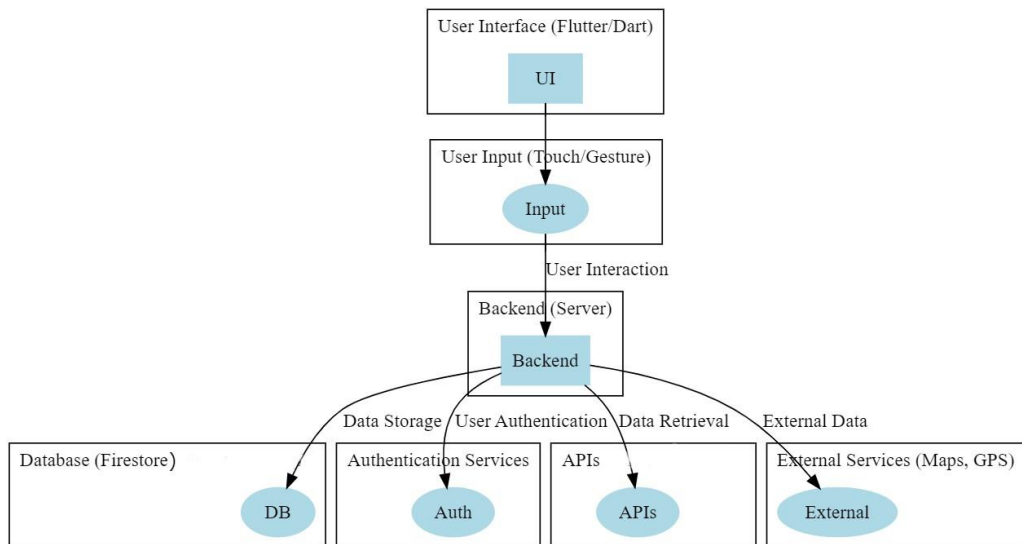 User Interface (Flutter/Dart)
UI
User Input (Touch/Gesture)
Input
User Interaction
Backend (Server)
Backend
Data Storage
User Authentication
Data Retrieval
External Data
Database (Firestore)
Authentication Services
APIs
External Services (Maps, GPS)
DB
Auth
APIs
External